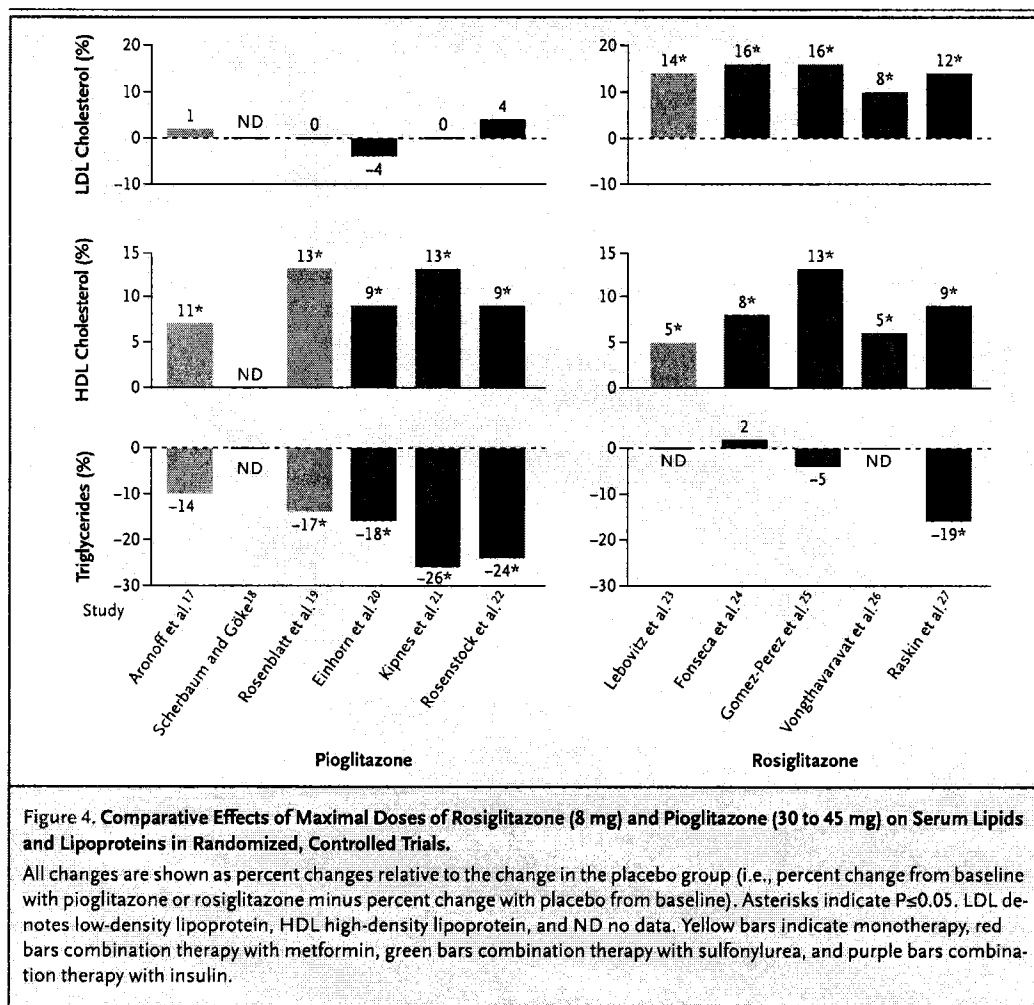 LDL Cholesterol (%)
20
10
0
−10
1
ND
0
−4
0
4
20
10
0
−10
14*
16*
16*
8*
12*
HDL Cholesterol (%)
15
10
5
0
11*
ND
13*
9*
13*
9*
15
10
5
0
5*
8*
13*
5*
9*
Triglycerides (%)
0
−10
−20
−30
−14
ND
−17*
−18*
−26*
−24*
0
−10
−20
−30
ND
2
−5
ND
−19*
Study
Aronoff et al.17
Scherbaum and Göke18
Rosenblatt et al.19
Einhorn et al.20
Kipnes et al.21
Rosenstock et al.22
Lebovitz et al.23
Fonseca et al.24
Gomez-Perez et al.25
Vongthavaravat et al.26
Raskin et al.27
Pioglitazone
Rosiglitazone
Figure 4. Comparative Effects of Maximal Doses of Rosiglitazone (8 mg) and Pioglitazone (30 to 45 mg) on Serum Lipids
and Lipoproteins in Randomized, Controlled Trials.
All changes are shown as percent changes relative to the change in the placebo group (i.e., percent change from baseline
with pioglitazone or rosiglitazone minus percent change with placebo from baseline). Asterisks indicate P≤0.05. LDL de-
notes low-density lipoprotein, HDL high-density lipoprotein, and ND no data. Yellow bars indicate monotherapy, red
bars combination therapy with metformin, green bars combination therapy with sulfonylurea, and purple bars combina-
tion therapy with insulin.